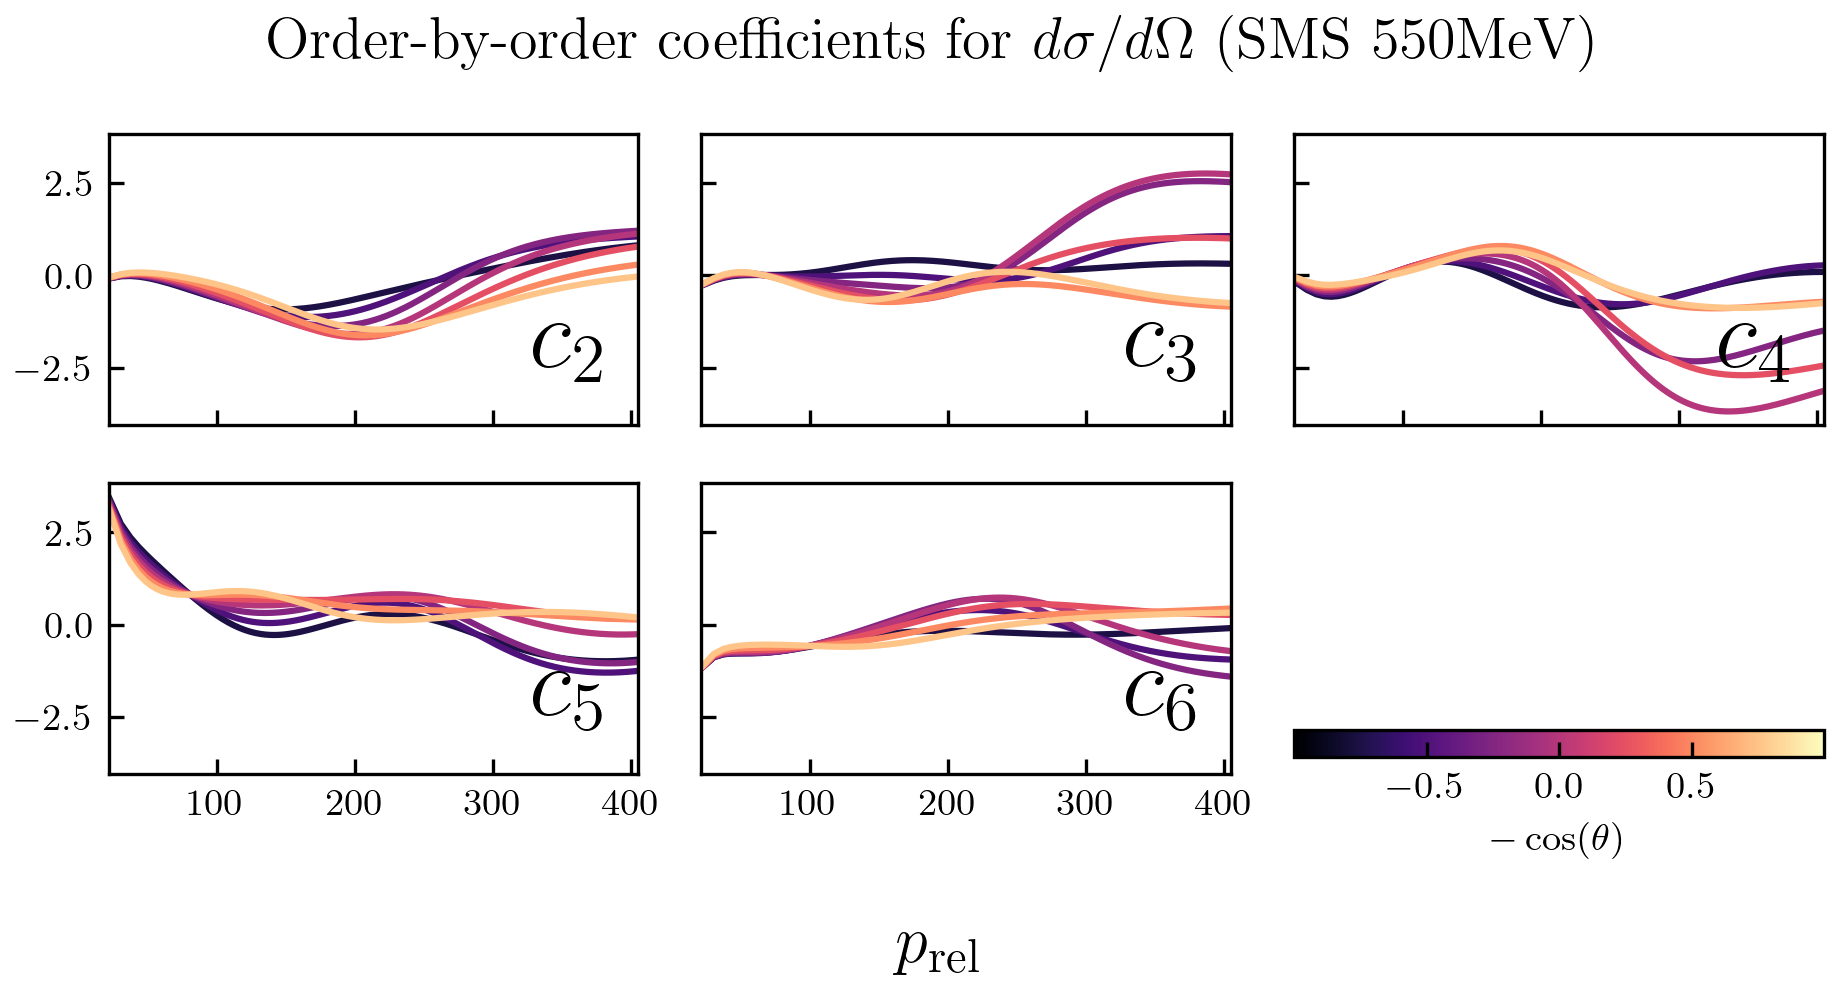 Order-by-order coefficients for dσ/dΩ (SMS 550MeV)
2.5
0.0
−2.5
c2
c3
c4
2.5
0.0
−2.5
c5
c6
100 200 300 400
100 200 300 400
−0.5 0.0 0.5
− cos(θ)
prel